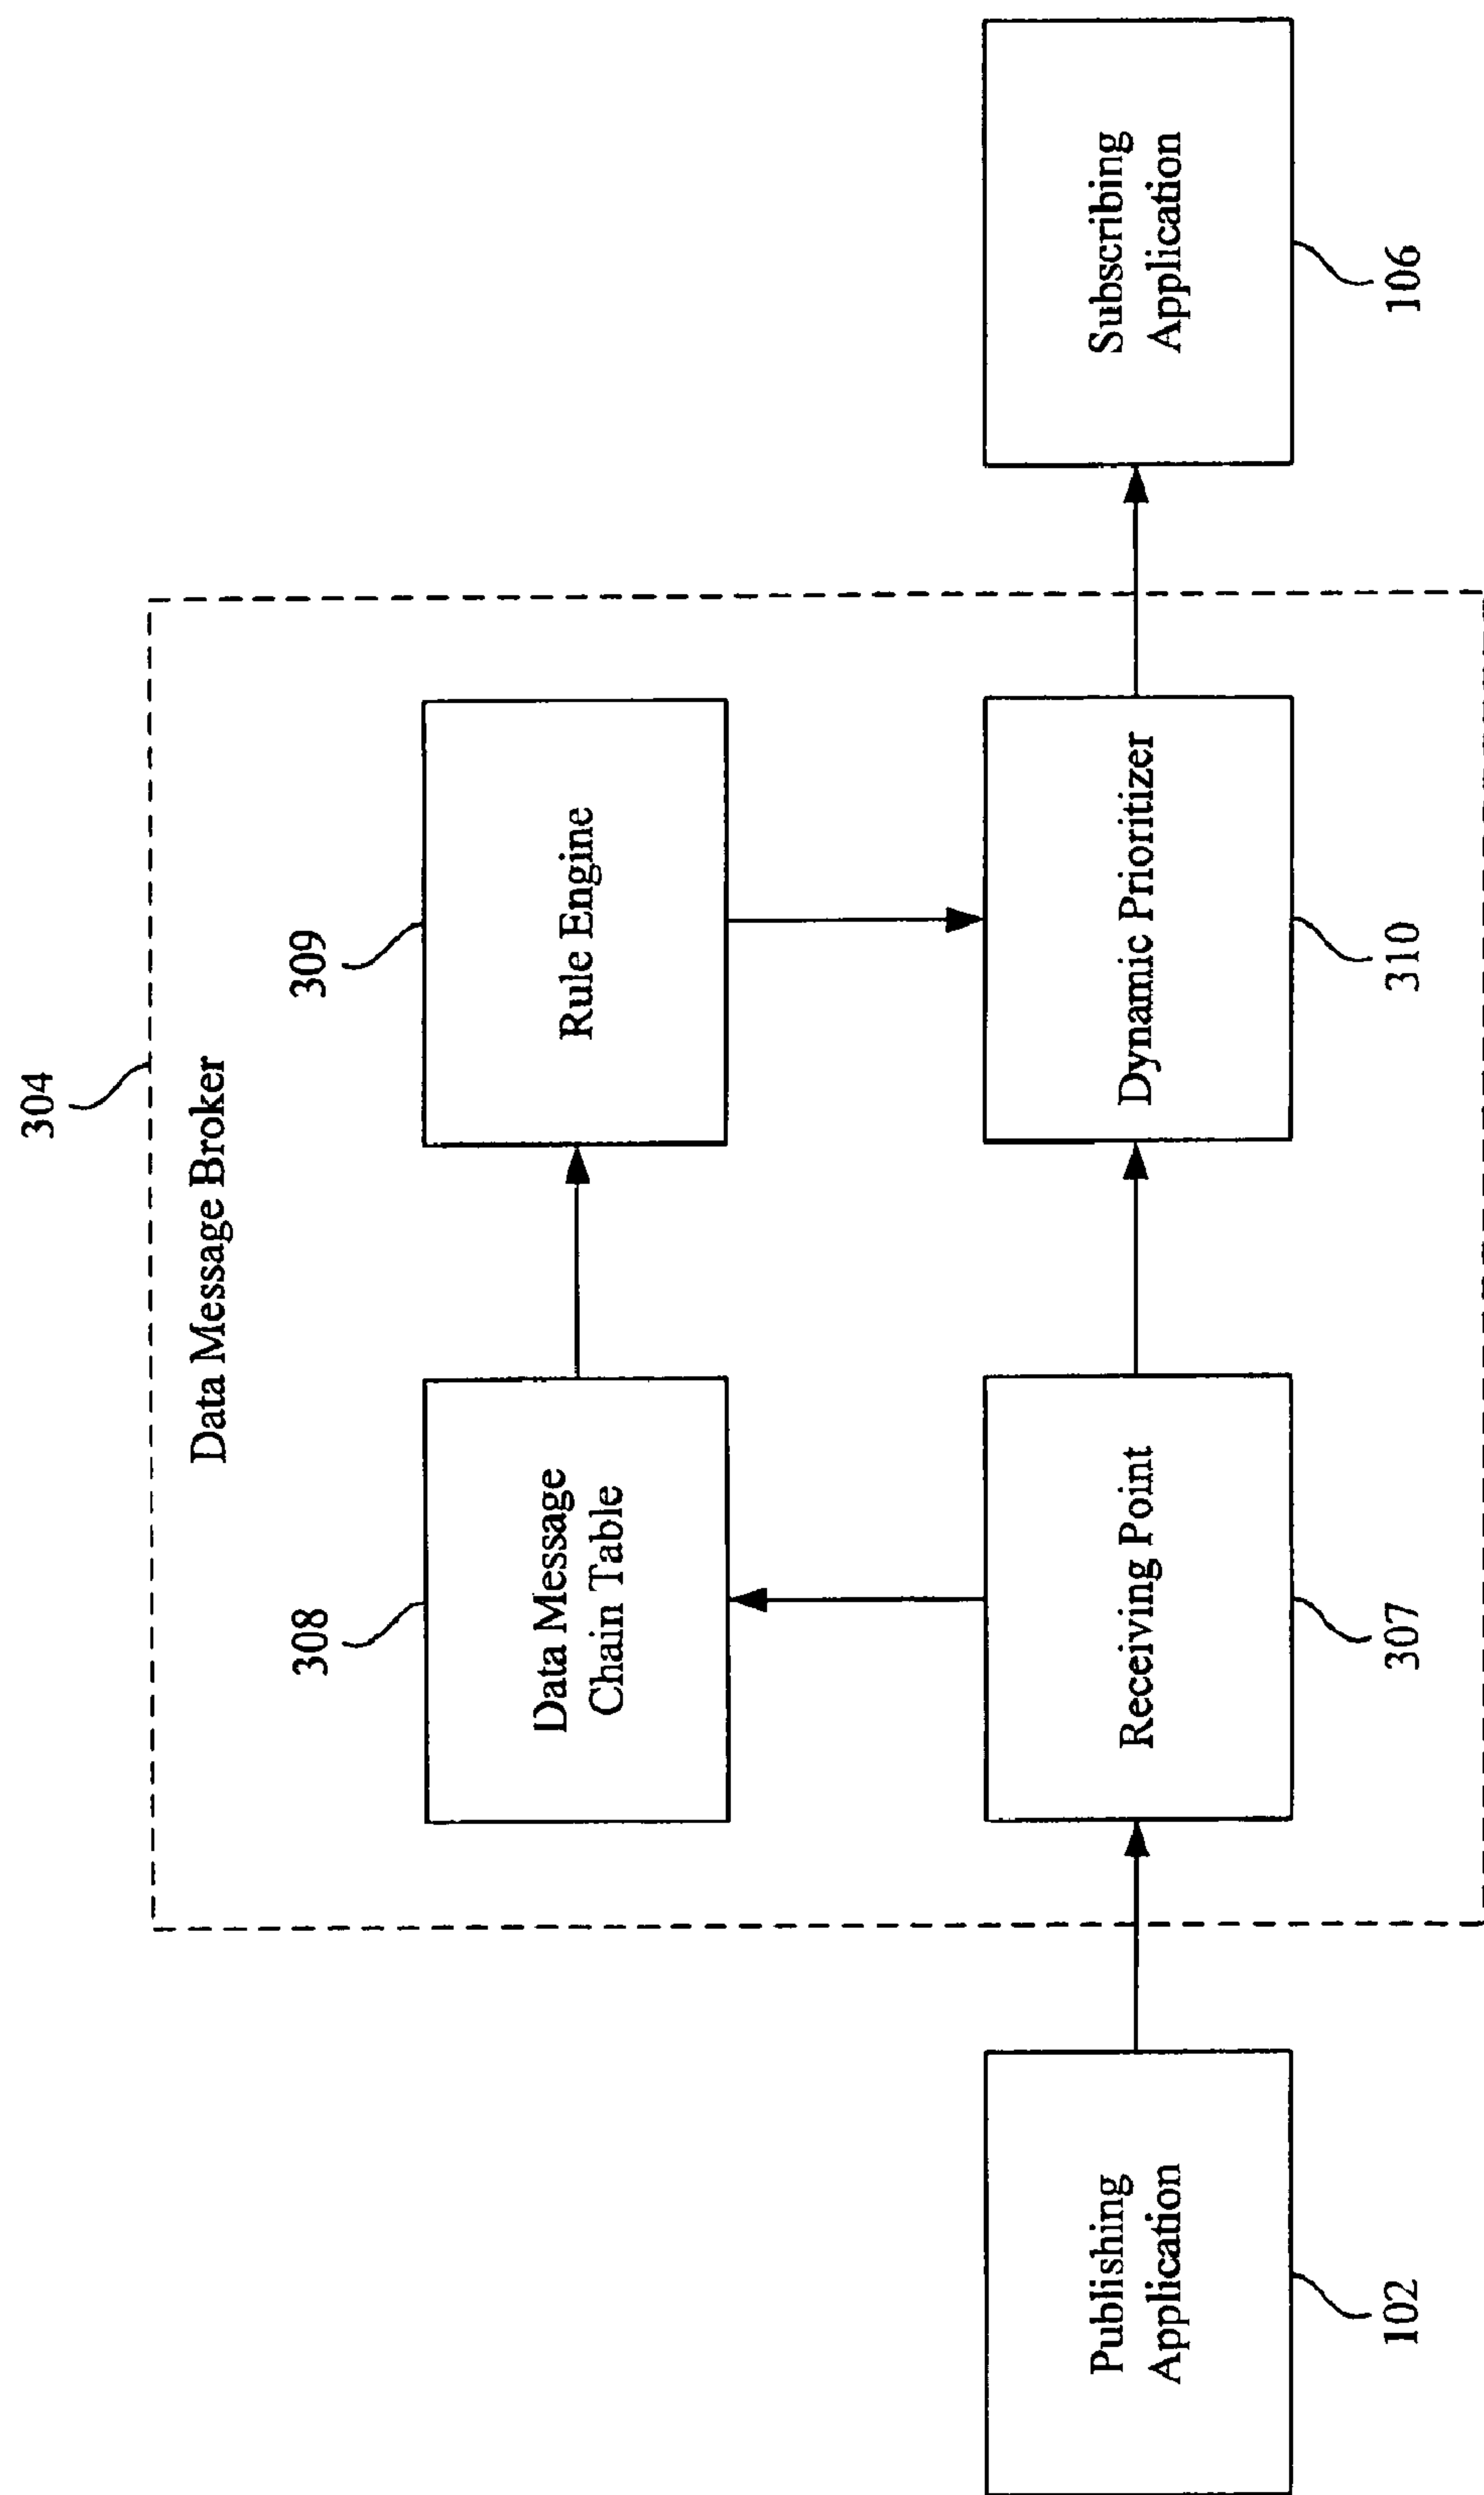 304
Data Message Broker
308
309
Data Message
Chain Table
Rule Engine
Publishing
Application
Receiving Point
Dynamic Prioritizer
Subscribing
Application
102
307
310
106